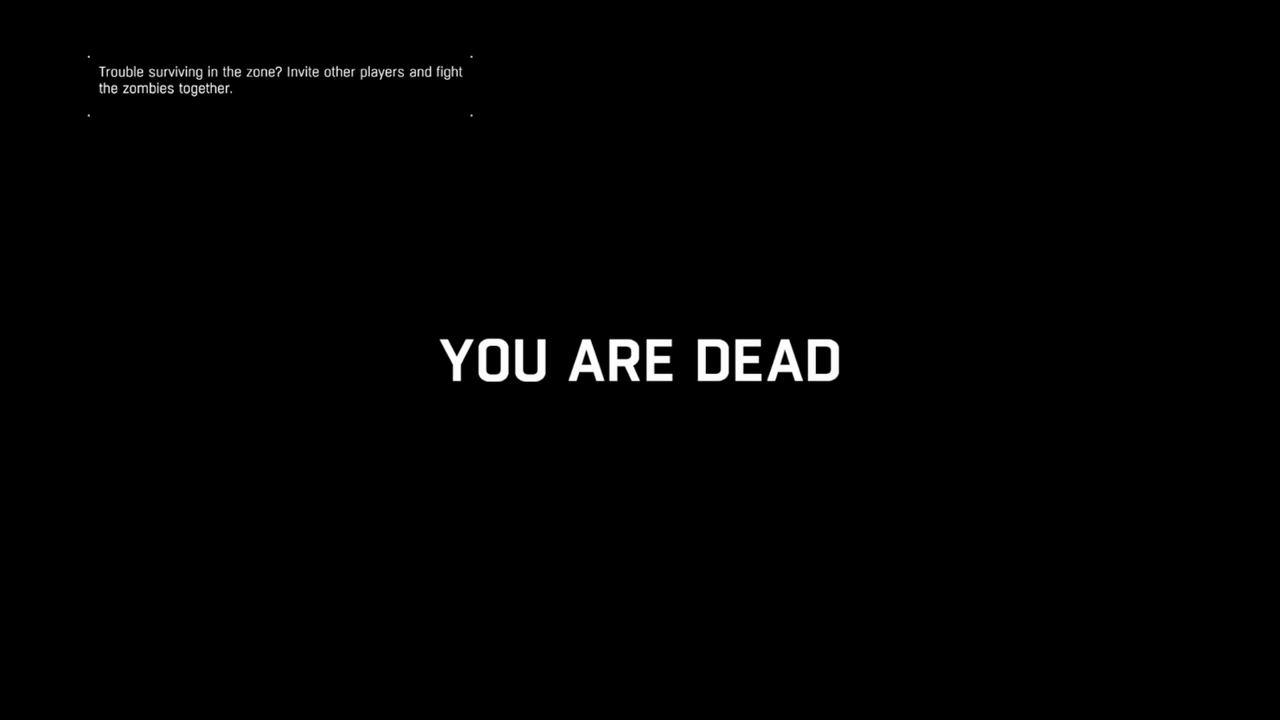 Trouble surviving in the zone? Invite other players and fight
the zombies together.
YOU ARE DEAD